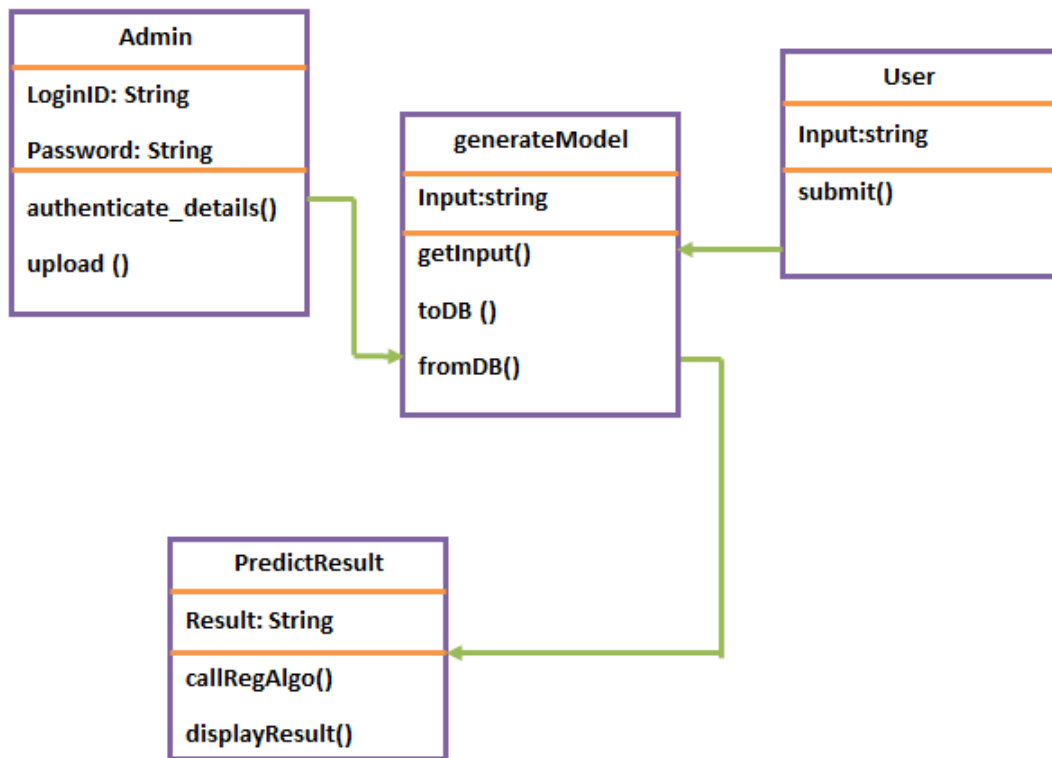 Admin
LoginID: String
Password: String
authenticate_details()
upload ()
generateModel
Input:string
getInput()
toDB ()
fromDB()
User
Input:string
submit()
PredictResult
Result: String
callRegAlgo()
displayResult()